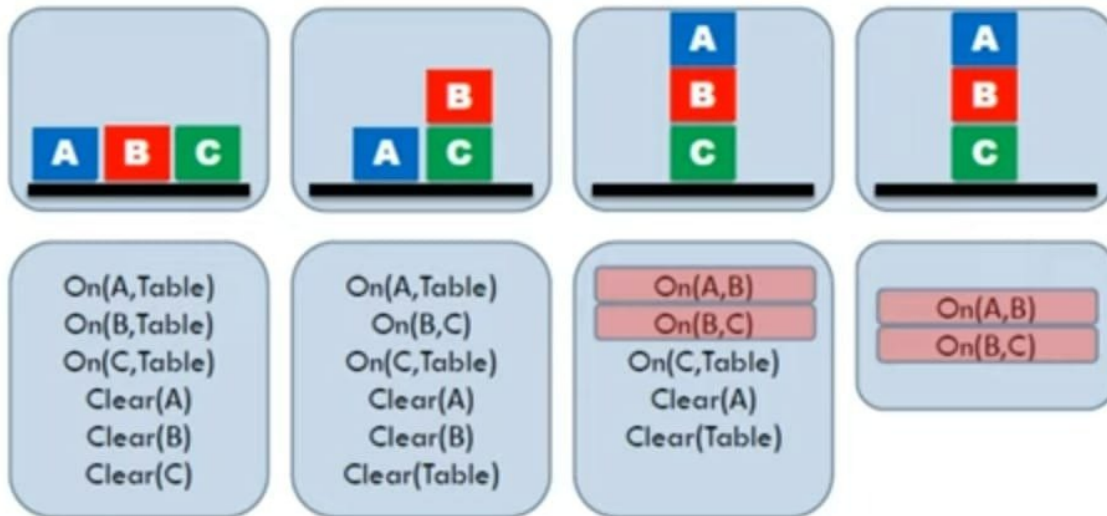 A B C
B
A C
A
B
C
A
B
C
On(A,Table)
On(B,Table)
On(C,Table)
Clear(A)
Clear(B)
Clear(C)
On(A,Table)
On(B,C)
On(C,Table)
Clear(A)
Clear(B)
Clear(Table)
On(A,B)
On(B,C)
On(C,Table)
Clear(A)
Clear(Table)
On(A,B)
On(B,C)